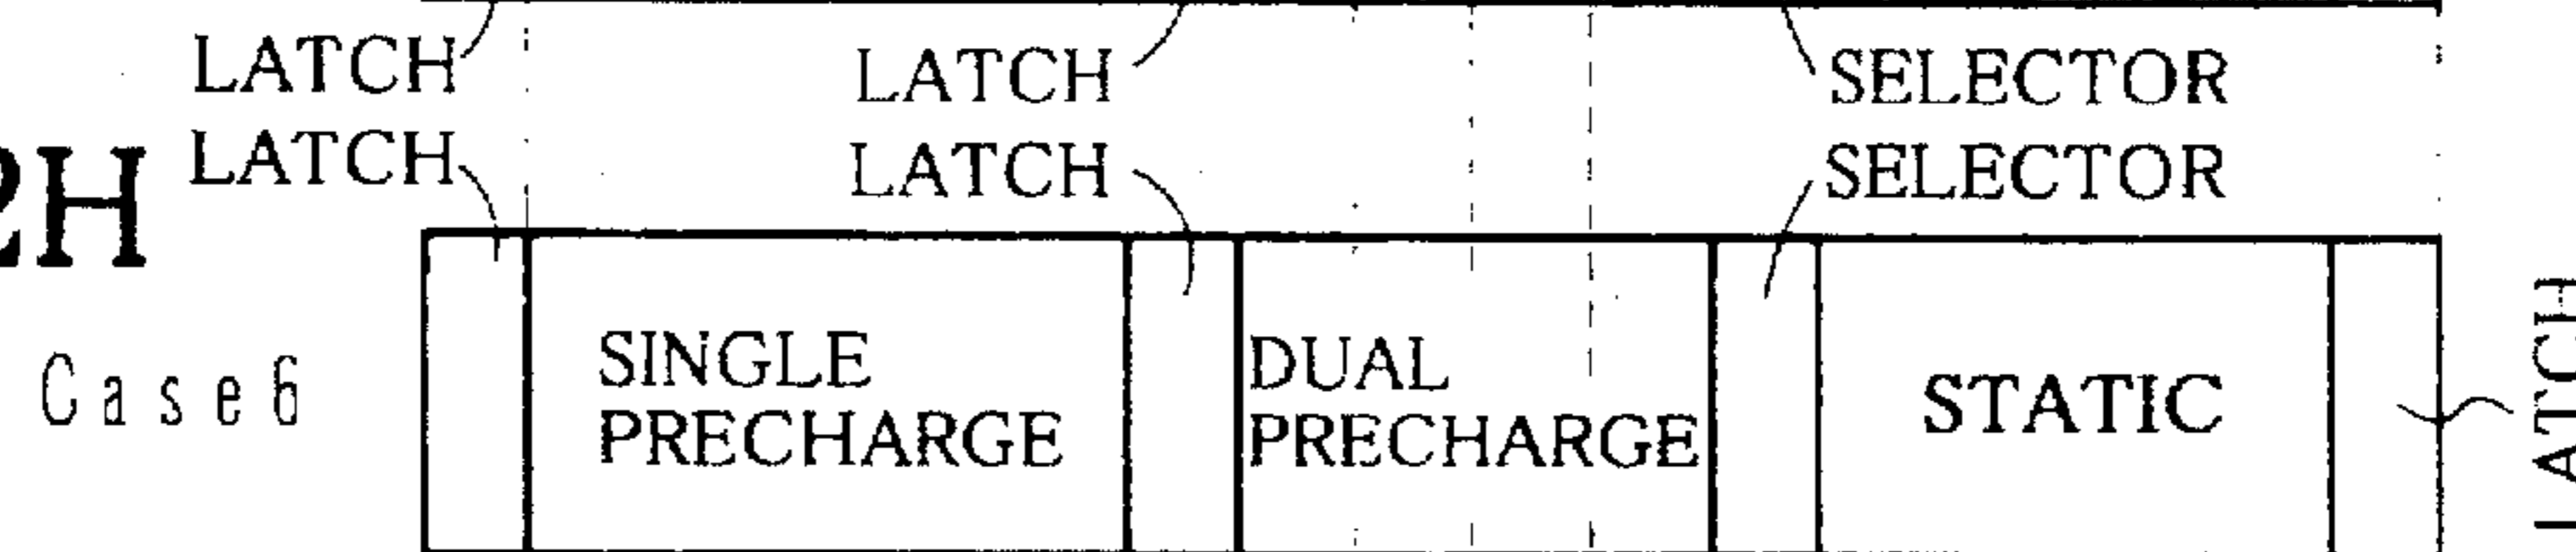 LATCH LATCH SELECTOR
LATCH LATCH SELECTOR
2H
Case6
SINGLE
PRECHARGE
DUAL
PRECHARGE
STATIC
LATCH